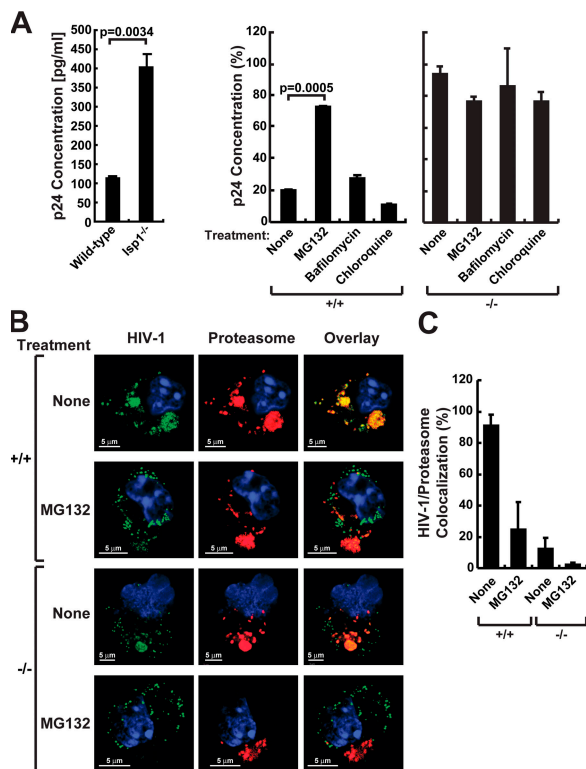 A
p=0.0034
p24 Concentration [pg/ml]
500
450
400
350
300
250
200
150
100
50
0
Wild-type
Isp1-/-
p24 Concentration (%)
120
100
80
60
40
20
0
p=0.0005
Treatment:
None
MG132
Bafilomycin
Chloroquine
+/+
None
MG132
Bafilomycin
Chloroquine
-/-
B
Treatment
HIV-1
Proteasome
Overlay
+/+
None
5 µm
5 µm
5 µm
MG132
5 µm
5 µm
5 µm
-/-
None
5 µm
5 µm
5 µm
MG132
5 µm
5 µm
5 µm
C
HIV-1/Proteasome
Colocalization (%)
120
100
80
60
40
20
0
None
MG132
None
MG132
+/+
-/-